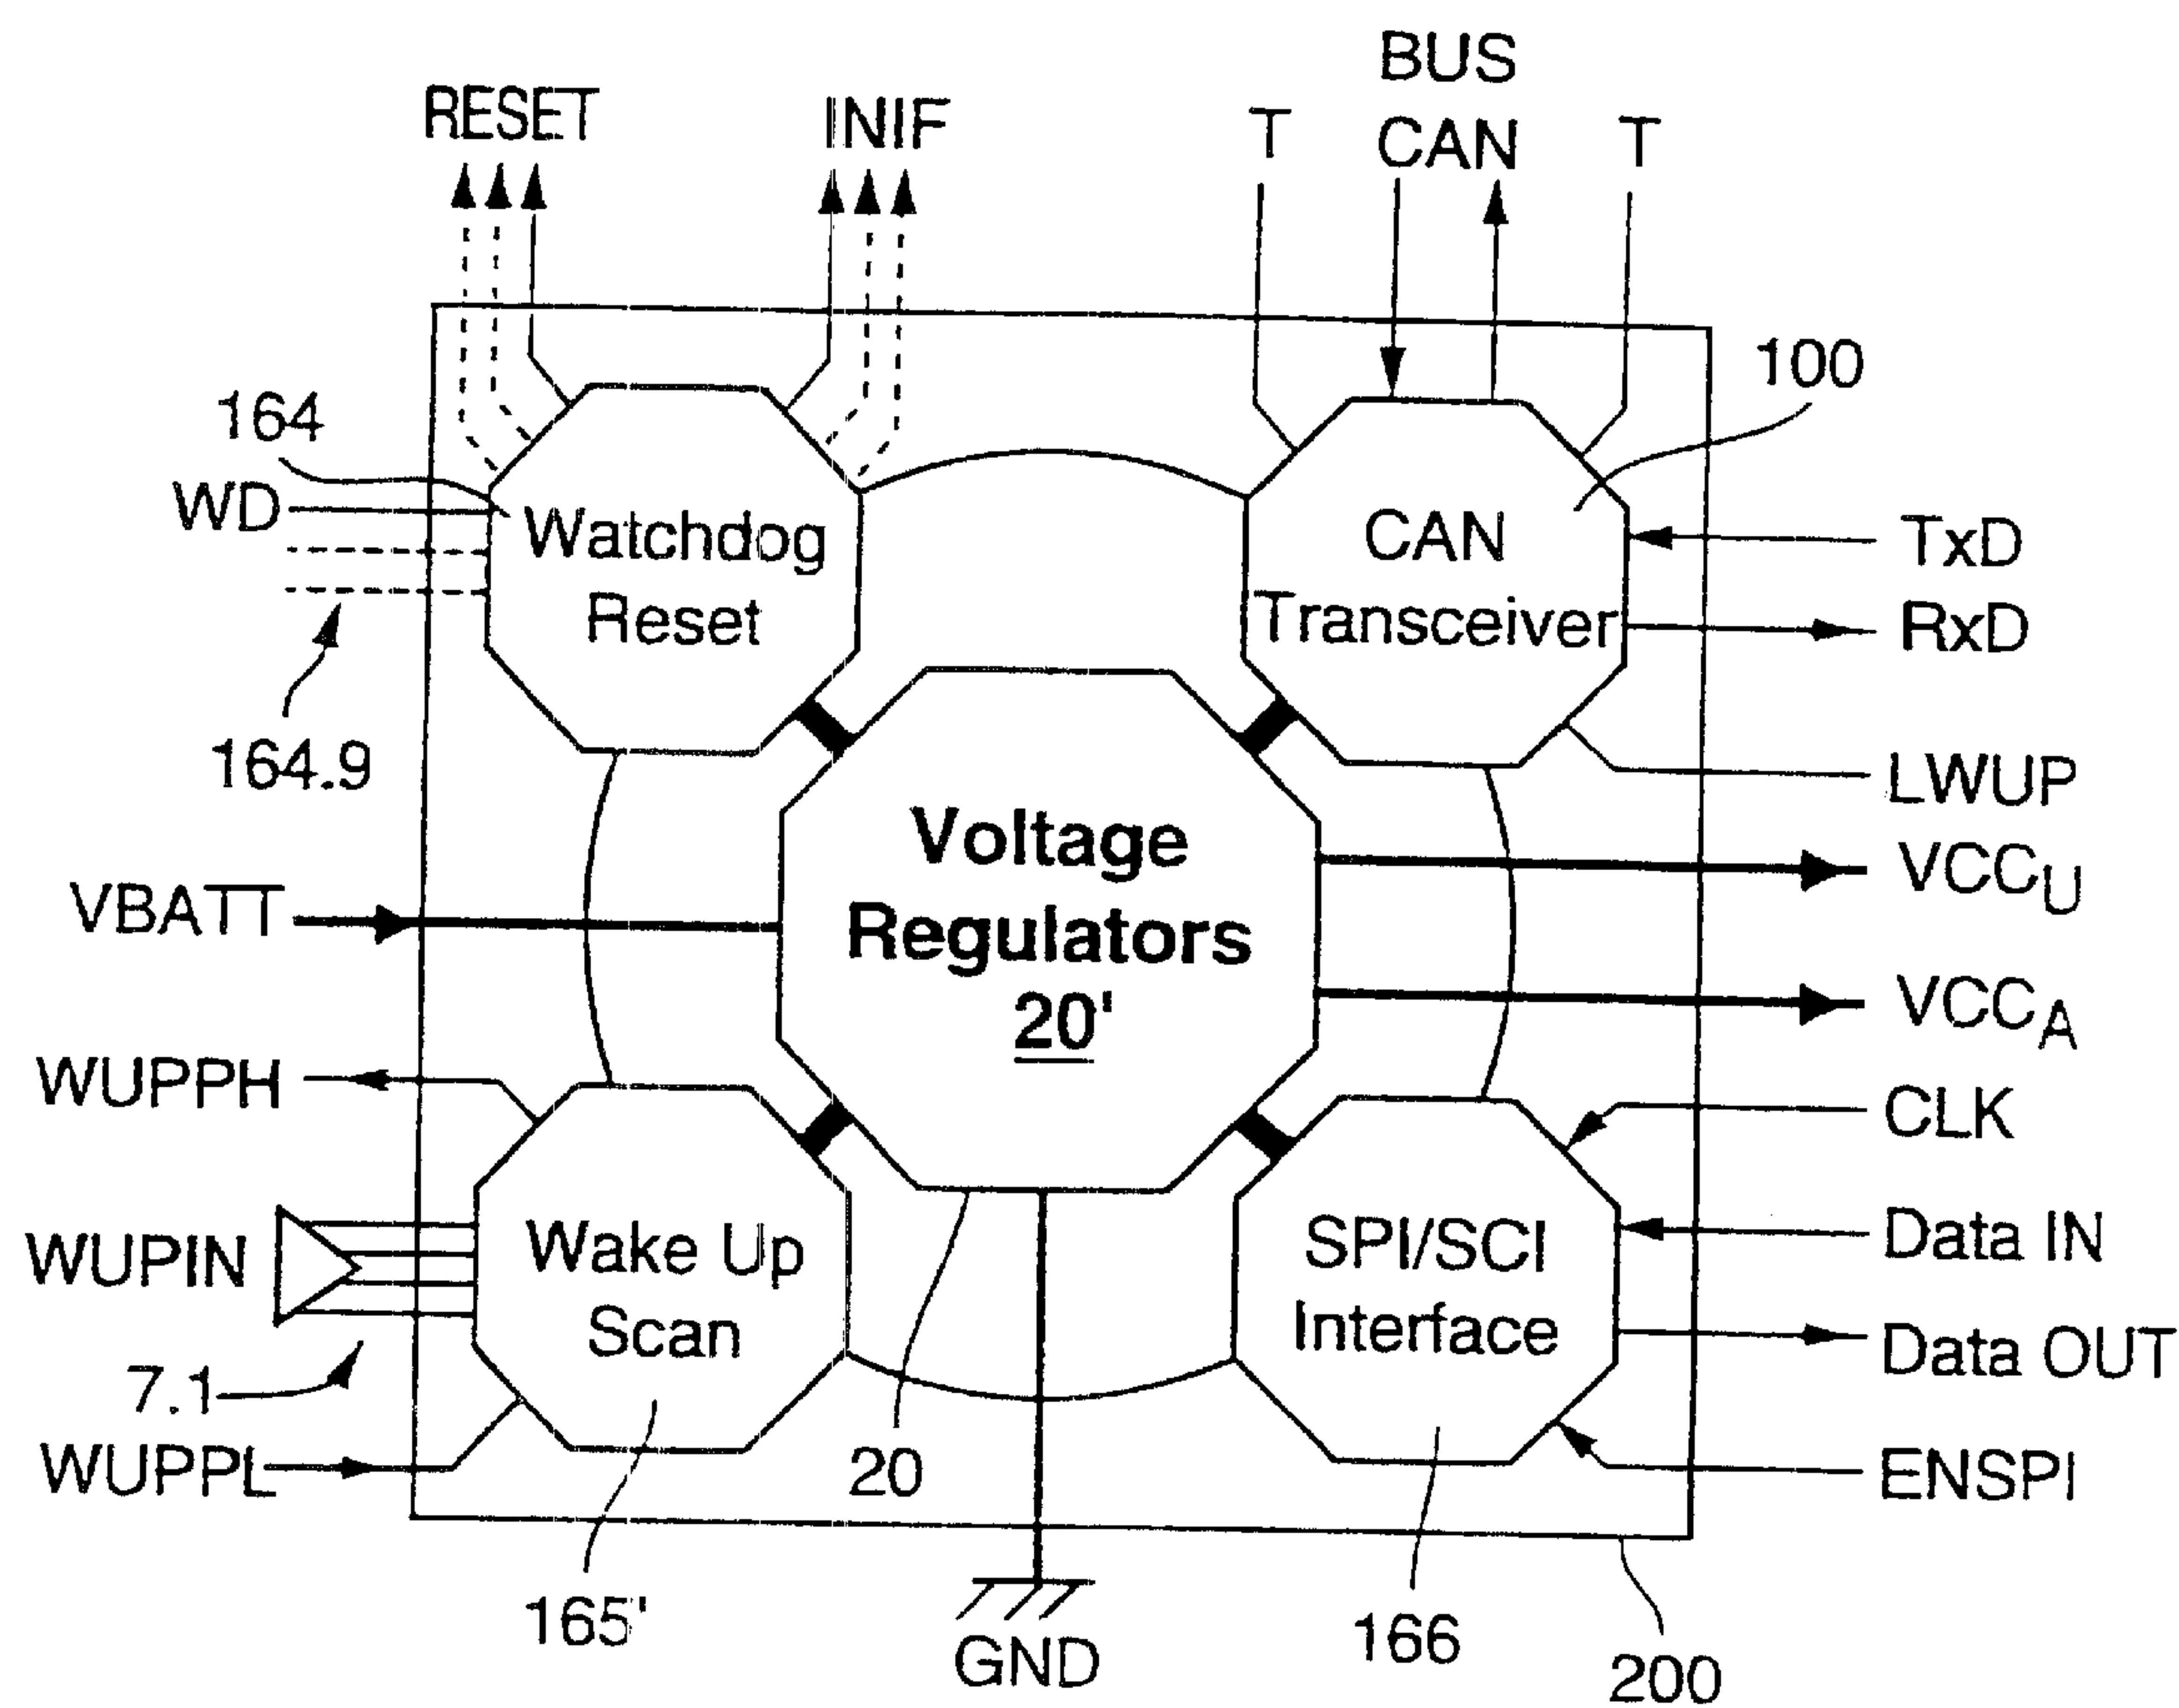 BUS
CAN
RESET
INIF
T
T
100
164
WD
Watchdog
Reset
CAN
Transceiver
TxD
RxD
164.9
LWUP
VCCU
VCCA
VBATT
Voltage
Regulators
20'
WUPPH
CLK
WUPIN
Wake Up
Scan
SPI/SCI
Interface
Data IN
Data OUT
7.1
WUPPL
20
ENSPI
165'
GND
166
200